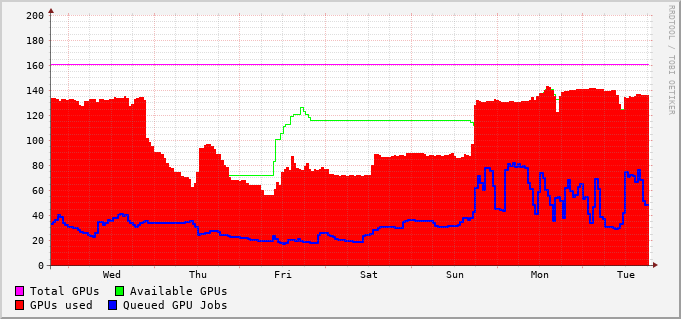 200
180
160
140
120
100
80
60
40
20
0
Wed Thu Fri Sat Sun Mon Tue
Total GPUs Available GPUs
GPUs used Queued GPU Jobs
RRDTOOL / TOBI OETIKER